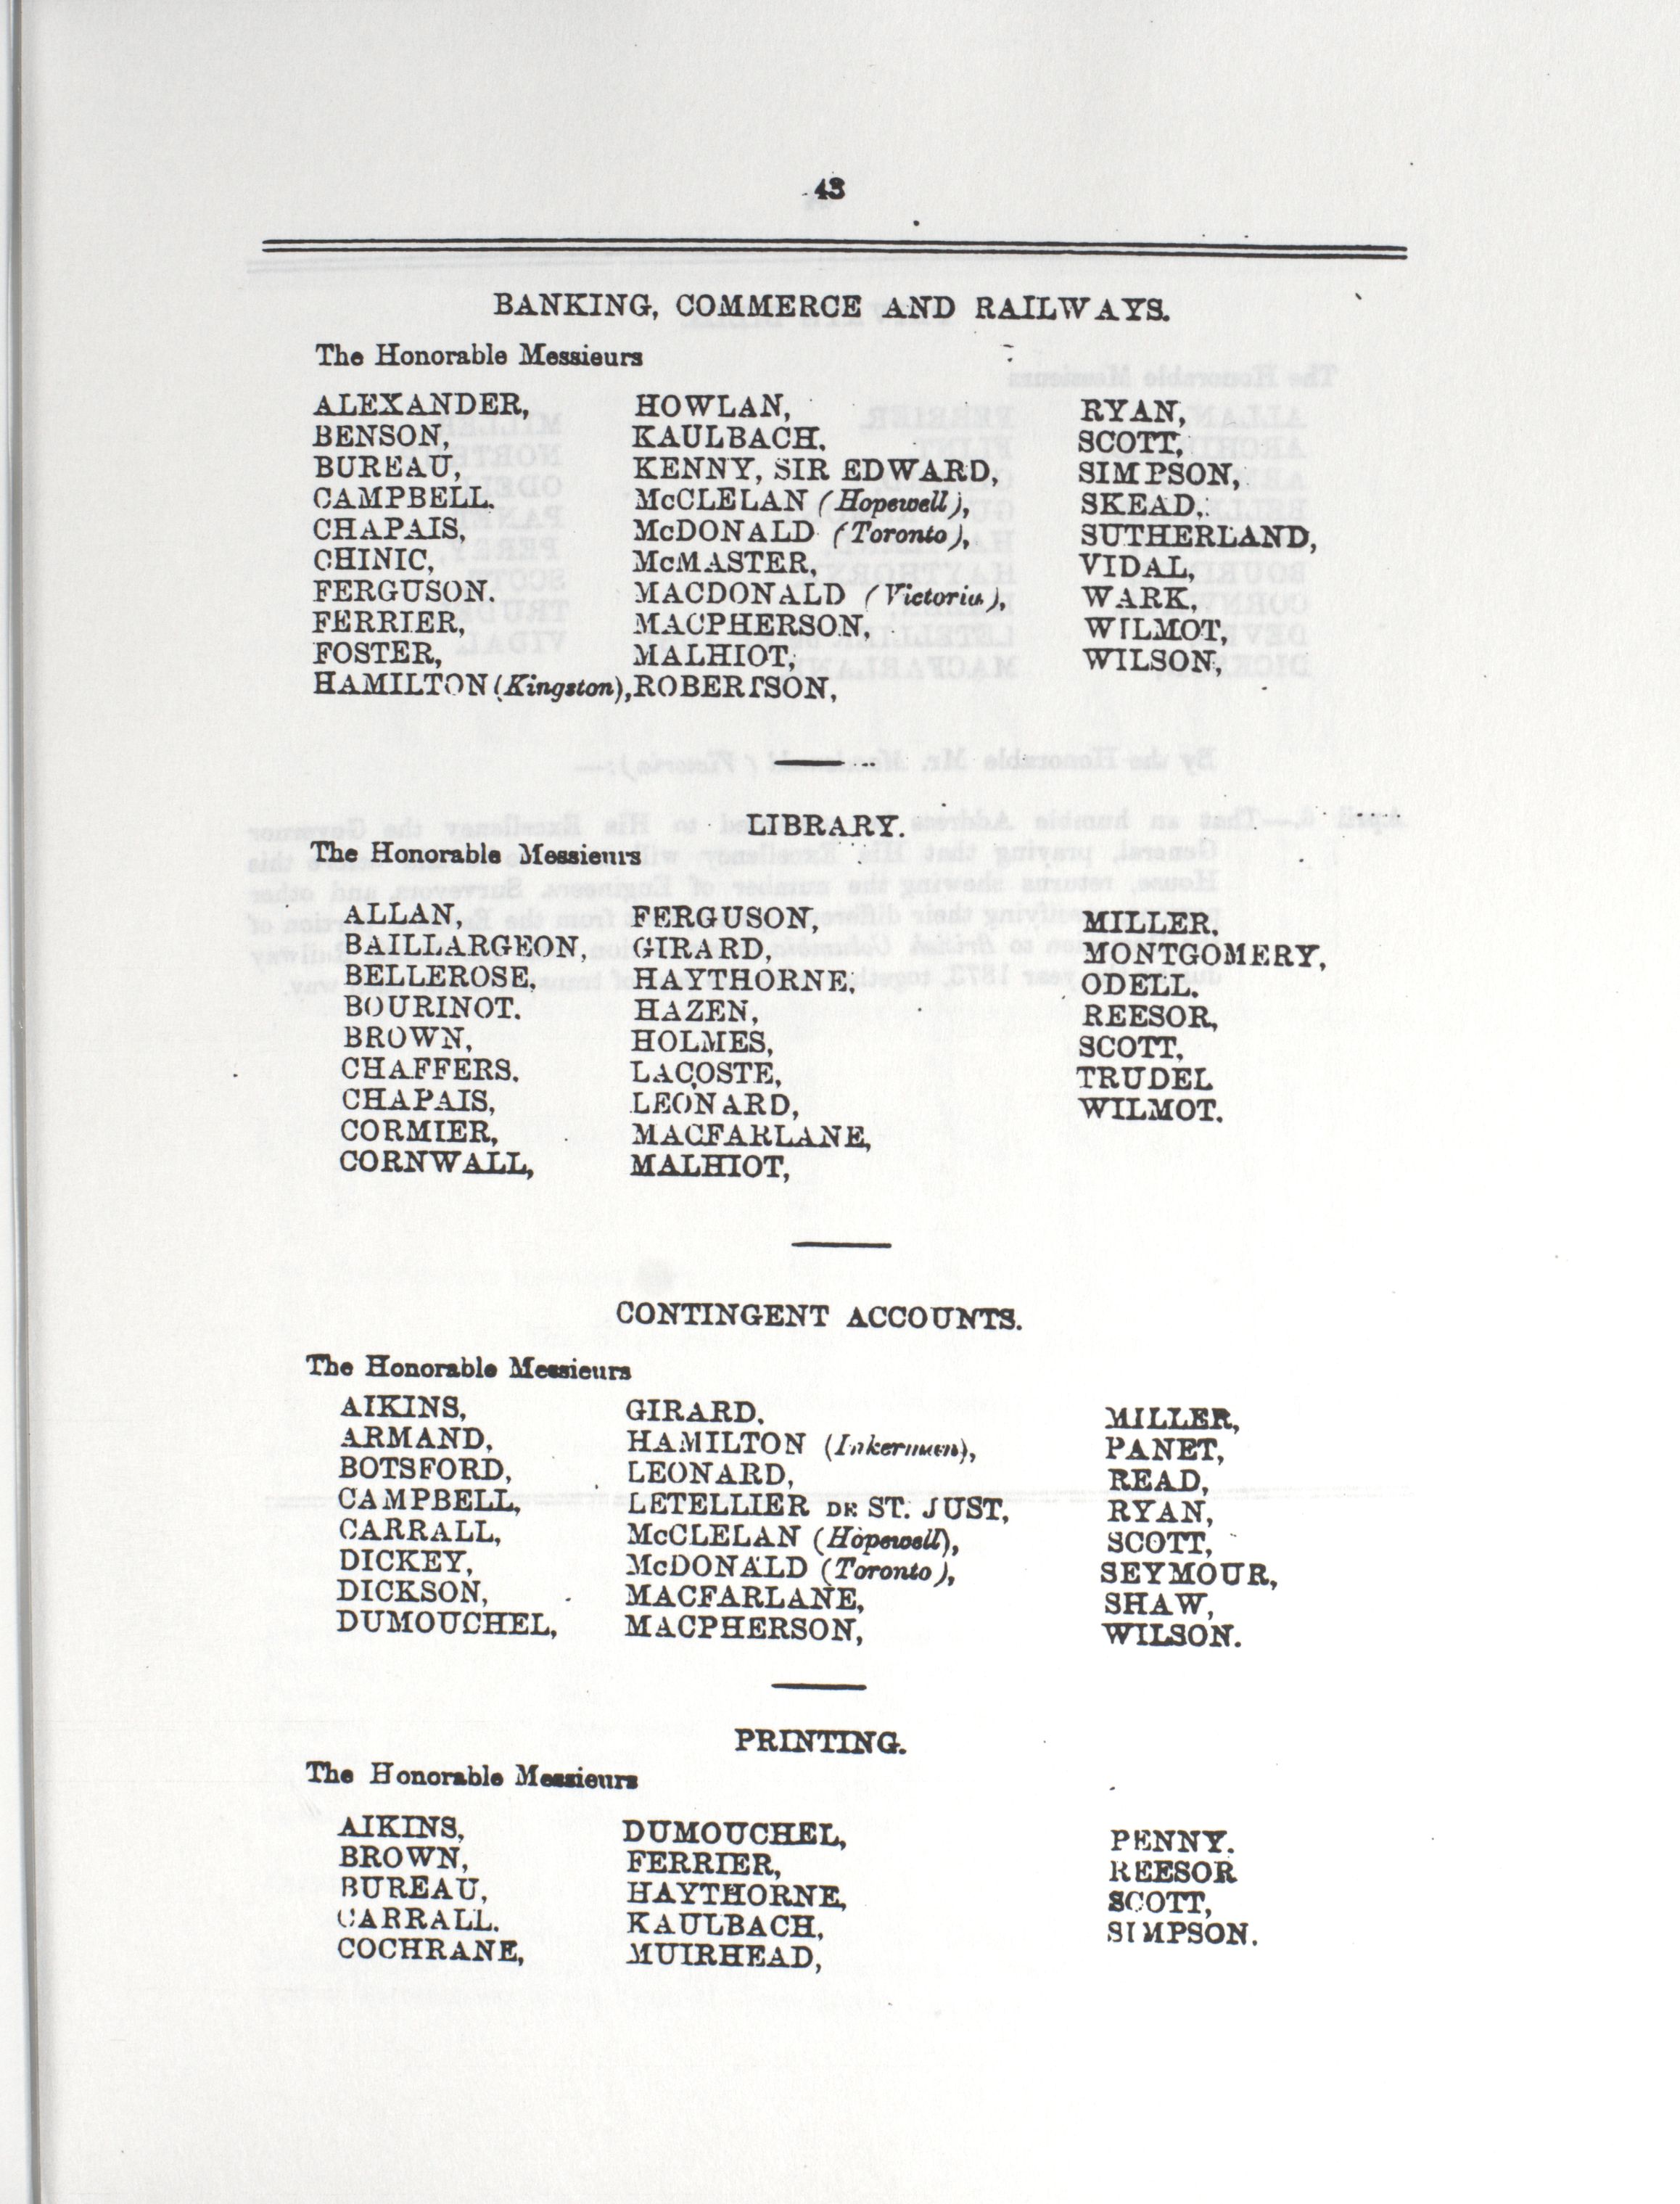 43
BANKING, COMMERCE AND RAILWAYS.
The Honorable Messieurs
ALEXANDER, HOWLAN, RYAN,
BENSON, KAULBACH, SCOTT,
BUREAU, KENNY, SIR EDWARD, SIMPSON,
CAMPBELL. McCLELAN (Hopewell), SKEAD,
CHAPAIS, McDONALD (Toronto), SUTHERLAND,
CHINIC, McMASTER, VIDAL,
FERGUSON. MACDONALD (Victoria), WARK,
FERRIER, MACPHERSON, WILMOT,
FOSTER, MALHIOT, WILSON,
HAMILTON (Kingston), ROBERTSON,
LIBRARY.
The Honorable Messieurs
ALLAN, FERGUSON, MILLER,
BAILLARGEON, GIRARD, MONTGOMERY,
BELLEROSE, HAYTHORNE, ODELL.
BOURINOT. HAZEN, REESOR,
BROWN, HOLMES, SCOTT,
CHAFFERS. LACOSTE, TRUDEL
CHAPAIS, LEONARD, WILMOT.
CORMIER, MACFARLANE,
CORNWALL, MALHIOT,
CONTINGENT ACCOUNTS.
The Honorable Messieurs
AIKINS, GIRARD, MILLER,
ARMAND, HAMILTON (Inkerman), PANET,
BOTSFORD, LEONARD, READ,
CAMPBELL, LETELLIER DE ST. JUST, RYAN,
CARRALL, McCLELAN (Hopewell), SCOTT,
DICKEY, McDONALD (Toronto), SEYMOUR,
DICKSON, MACFARLANE, SHAW,
DUMOUCHEL, MACPHERSON, WILSON.
PRINTING.
The Honorable Messieurs
AIKINS, DUMOUCHEL, PENNY.
BROWN, FERRIER, REESOR
BUREAU, HAYTHORNE, SCOTT,
CARRALL. KAULBACH, SIMPSON.
COCHRANE, MUIRHEAD,